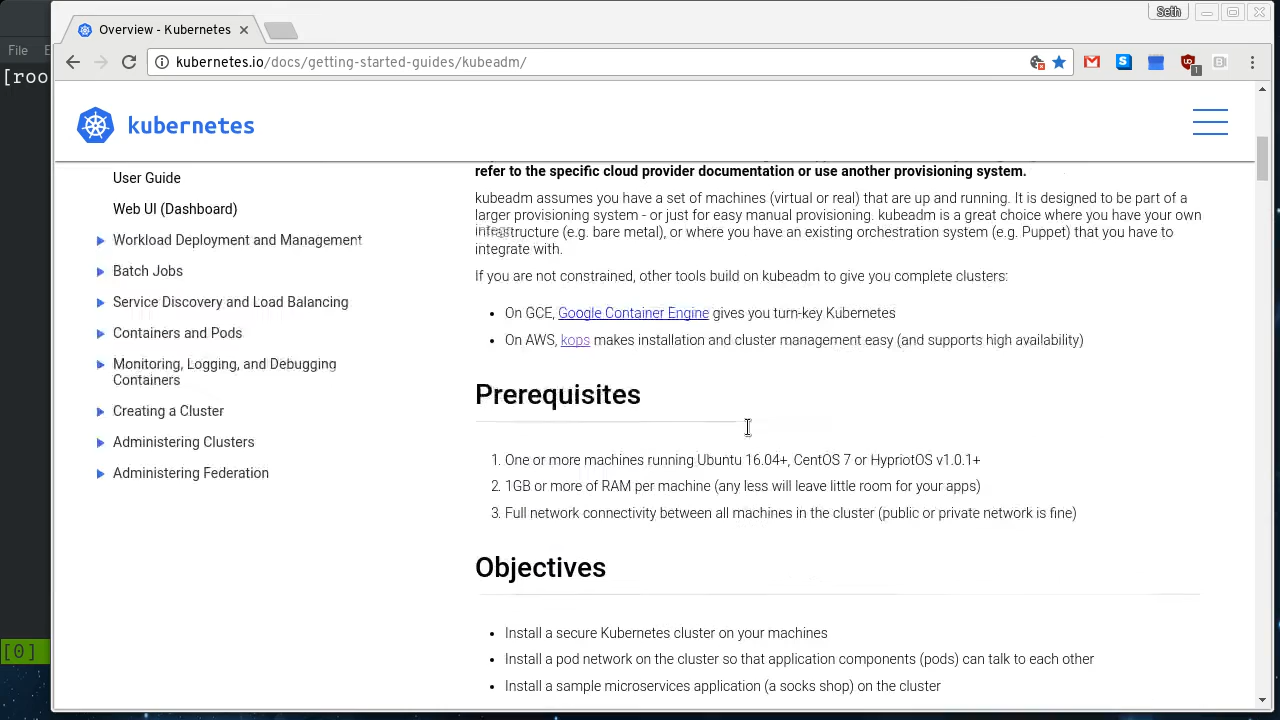 Seth
Overview - Kubernetes
File
[roo
kubernetes.io/docs/getting-started-guides/kubeadm/
1
kubernetes
User Guide
Web UI (Dashboard)
Workload Deployment and Management
Batch Jobs
Service Discovery and Load Balancing
Containers and Pods
Monitoring, Logging, and Debugging
Containers
Creating a Cluster
Administering Clusters
Administering Federation
refer to the specific cloud provider documentation or use another provisioning system.
kubeadm assumes you have a set of machines (virtual or real) that are up and running. It is designed to be part of a
larger provisioning system - or just for easy manual provisioning. kubeadm is a great choice where you have your own
infrastructure (e.g. bare metal), or where you have an existing orchestration system (e.g. Puppet) that you have to
integrate with.
If you are not constrained, other tools build on kubeadm to give you complete clusters:
• On GCE, Google Container Engine gives you turn-key Kubernetes
• On AWS, kops makes installation and cluster management easy (and supports high availability)
Prerequisites
1. One or more machines running Ubuntu 16.04+, CentOS 7 or HypriotOS v1.0.1+
2. 1GB or more of RAM per machine (any less will leave little room for your apps)
3. Full network connectivity between all machines in the cluster (public or private network is fine)
Objectives
• Install a secure Kubernetes cluster on your machines
• Install a pod network on the cluster so that application components (pods) can talk to each other
• Install a sample microservices application (a socks shop) on the cluster
[0]